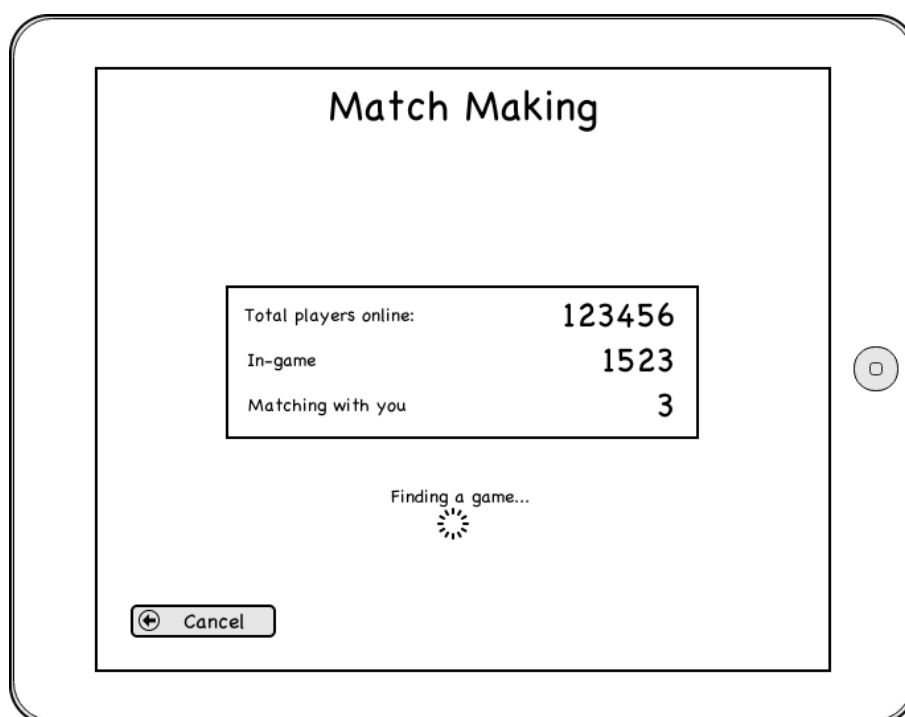 Match Making
Total players online: 123456
In-game 1523
Matching with you 3
Finding a game...
Cancel